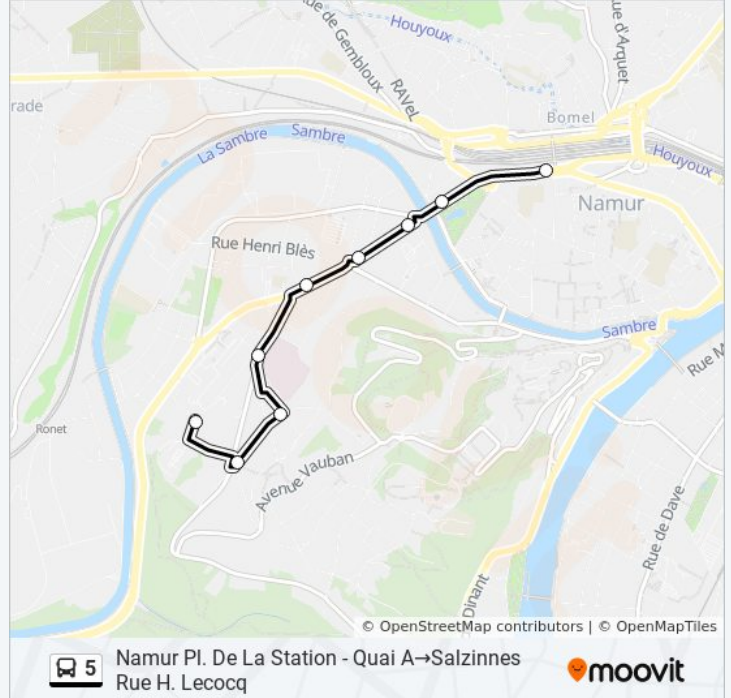 Rue de Gembloux
Houyoux
Rue d'Arquet
RAVeL
rade
Bomel
La Sambre
Sambre
Houyoux
Namur
Rue Henri Blès
Sambre
Ronet
Avenue Vauban
Rue de Dave
Dinant
© OpenStreetMap contributors | © OpenMapTiles
5
Namur Pl. De La Station - Quai A→Salzinnes
Rue H. Lecocq
moovit